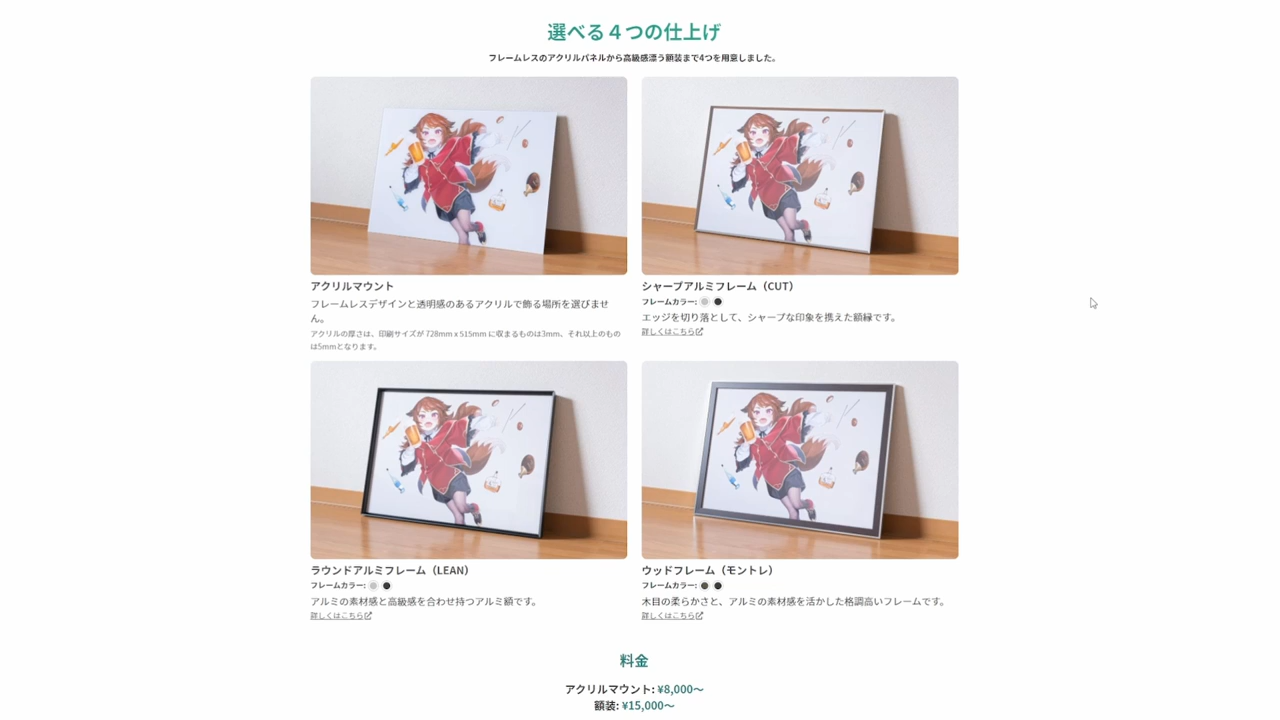 選べる４つの仕上げ
フレームレスのアクリルパネルから高級感漂う額装まで4つを用意しました。
アクリルマウント
フレームレスデザインと透明感のあるアクリルで飾る場所を選びませ
ん。
アクリルの厚さは、印刷サイズが 728mm x 515mm に収まるものは3mm、それ以上のもの
は5mmとなります。
シャープアルミフレーム（CUT）
フレームカラー:
エッジを切り落として、シャープな印象を携えた額縁です。
詳しくはこちら
ラウンドアルミフレーム（LEAN）
フレームカラー:
アルミの素材感と高級感を合わせ持つアルミ額です。
詳しくはこちら
ウッドフレーム（モントレ）
フレームカラー:
木目の柔らかさと、アルミの素材感を活かした格調高いフレームです。
詳しくはこちら
料金
アクリルマウント: ¥8,000〜
額装: ¥15,000〜